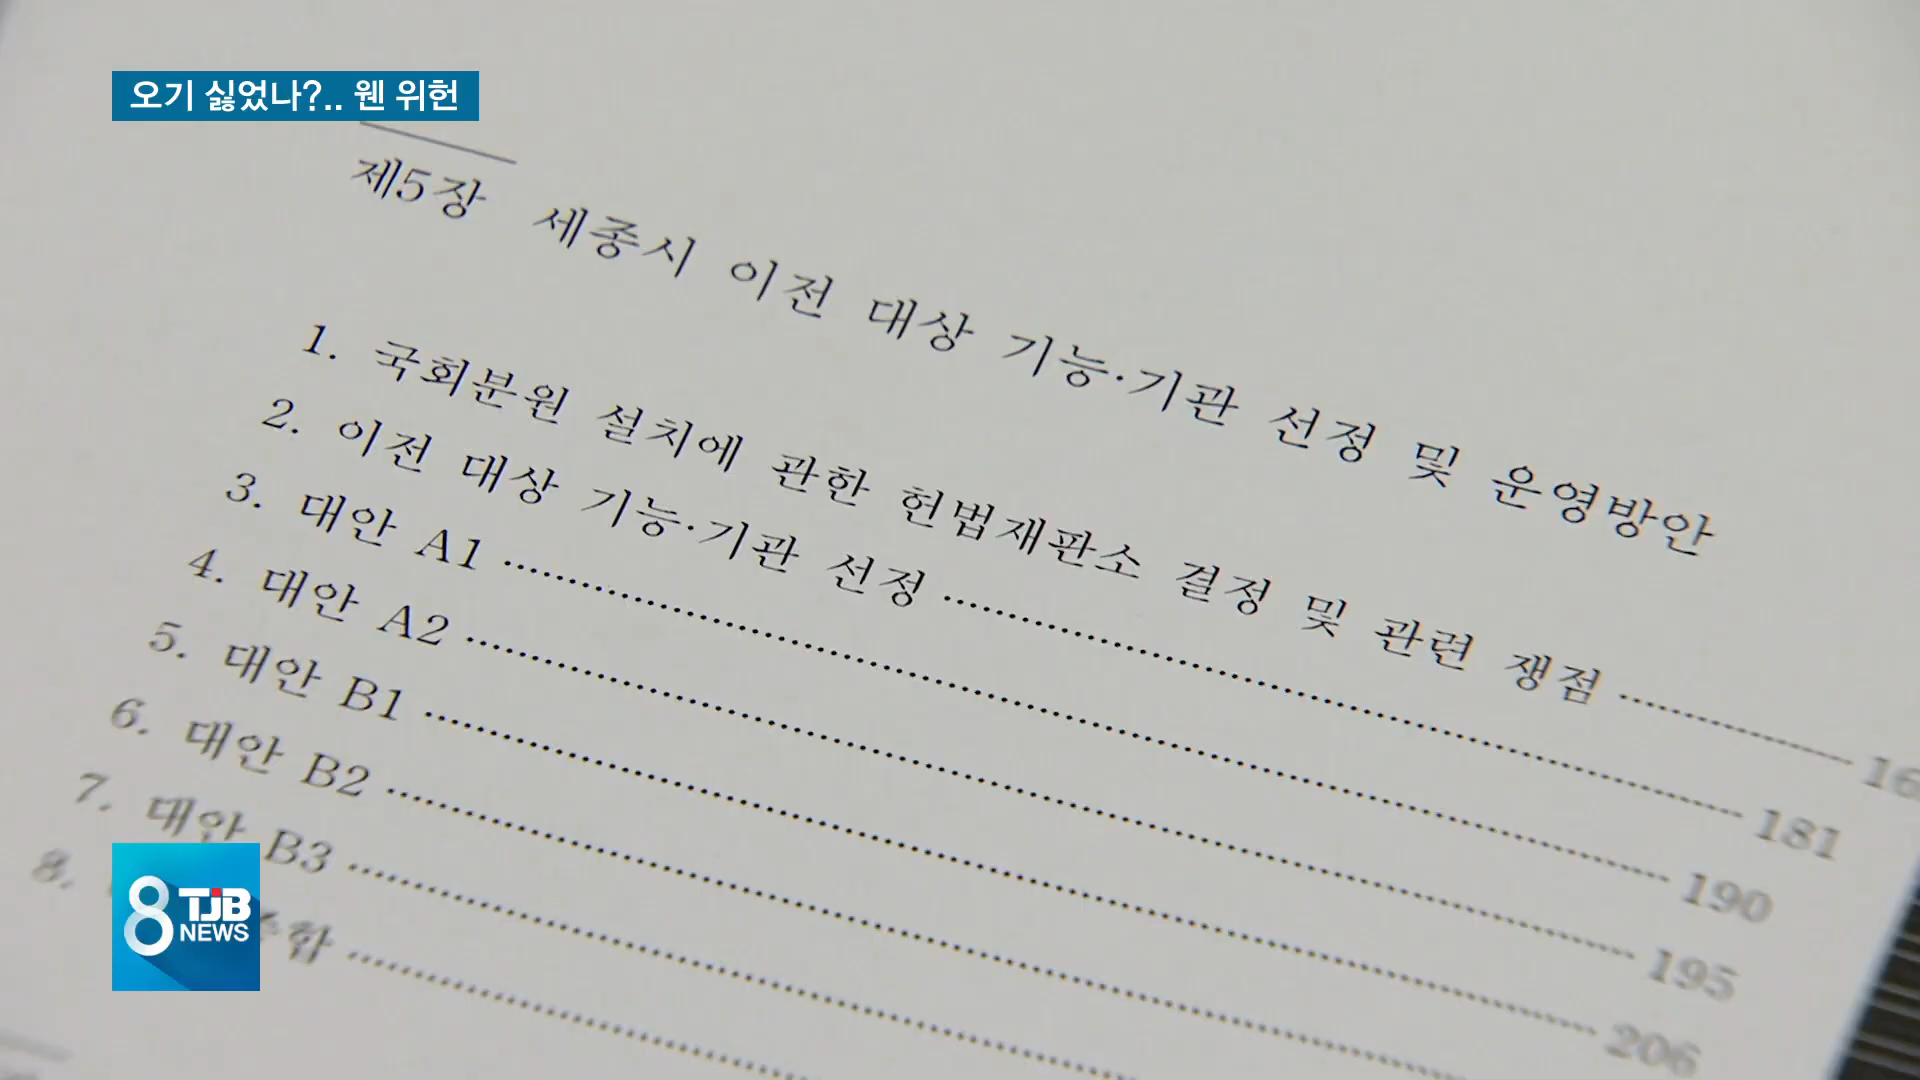 오기 싫었나?.. 웬 위헌
제5장 세종시 이전 대상 기능·기관 선정 및 운영방안
1. 국회분원 설치에 관한 헌법재판소 결정 및 관련 쟁점
2. 이전 대상 기능·기관 선정 181
3. 대안 A1 190
4. 대안 A2 195
5. 대안 B1 206
6. 대안 B2
7. 대안 B3
8.
8 TJB NEWS